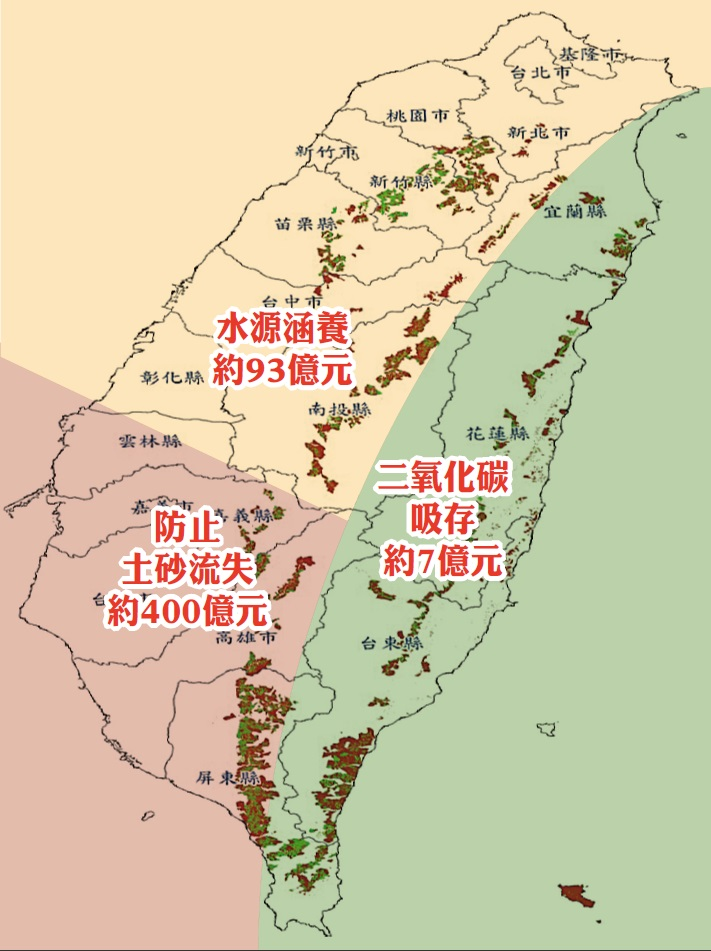 基隆市
台北市
桃園市
新北市
新竹市
新竹縣
宜蘭縣
苗栗縣
台中市
水源涵養
約93億元
彰化縣
南投縣
雲林縣
花蓮縣
二氧化碳
吸存
約7億元
嘉義市
嘉義縣
防止
土砂流失
約400億元
高雄市
台東縣
屏東縣